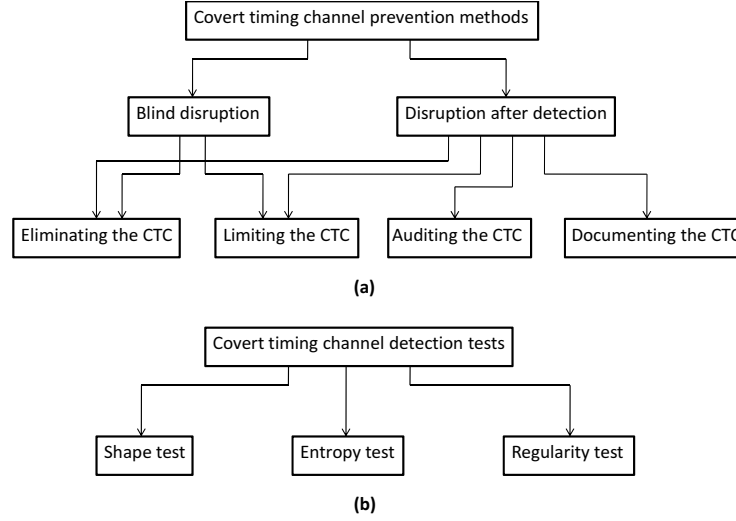 Covert timing channel prevention methods
Blind disruption
Disruption after detection
Eliminating the CTC
Limiting the CTC
Auditing the CTC
Documenting the CTC
(a)
Covert timing channel detection tests
Shape test
Entropy test
Regularity test
(b)